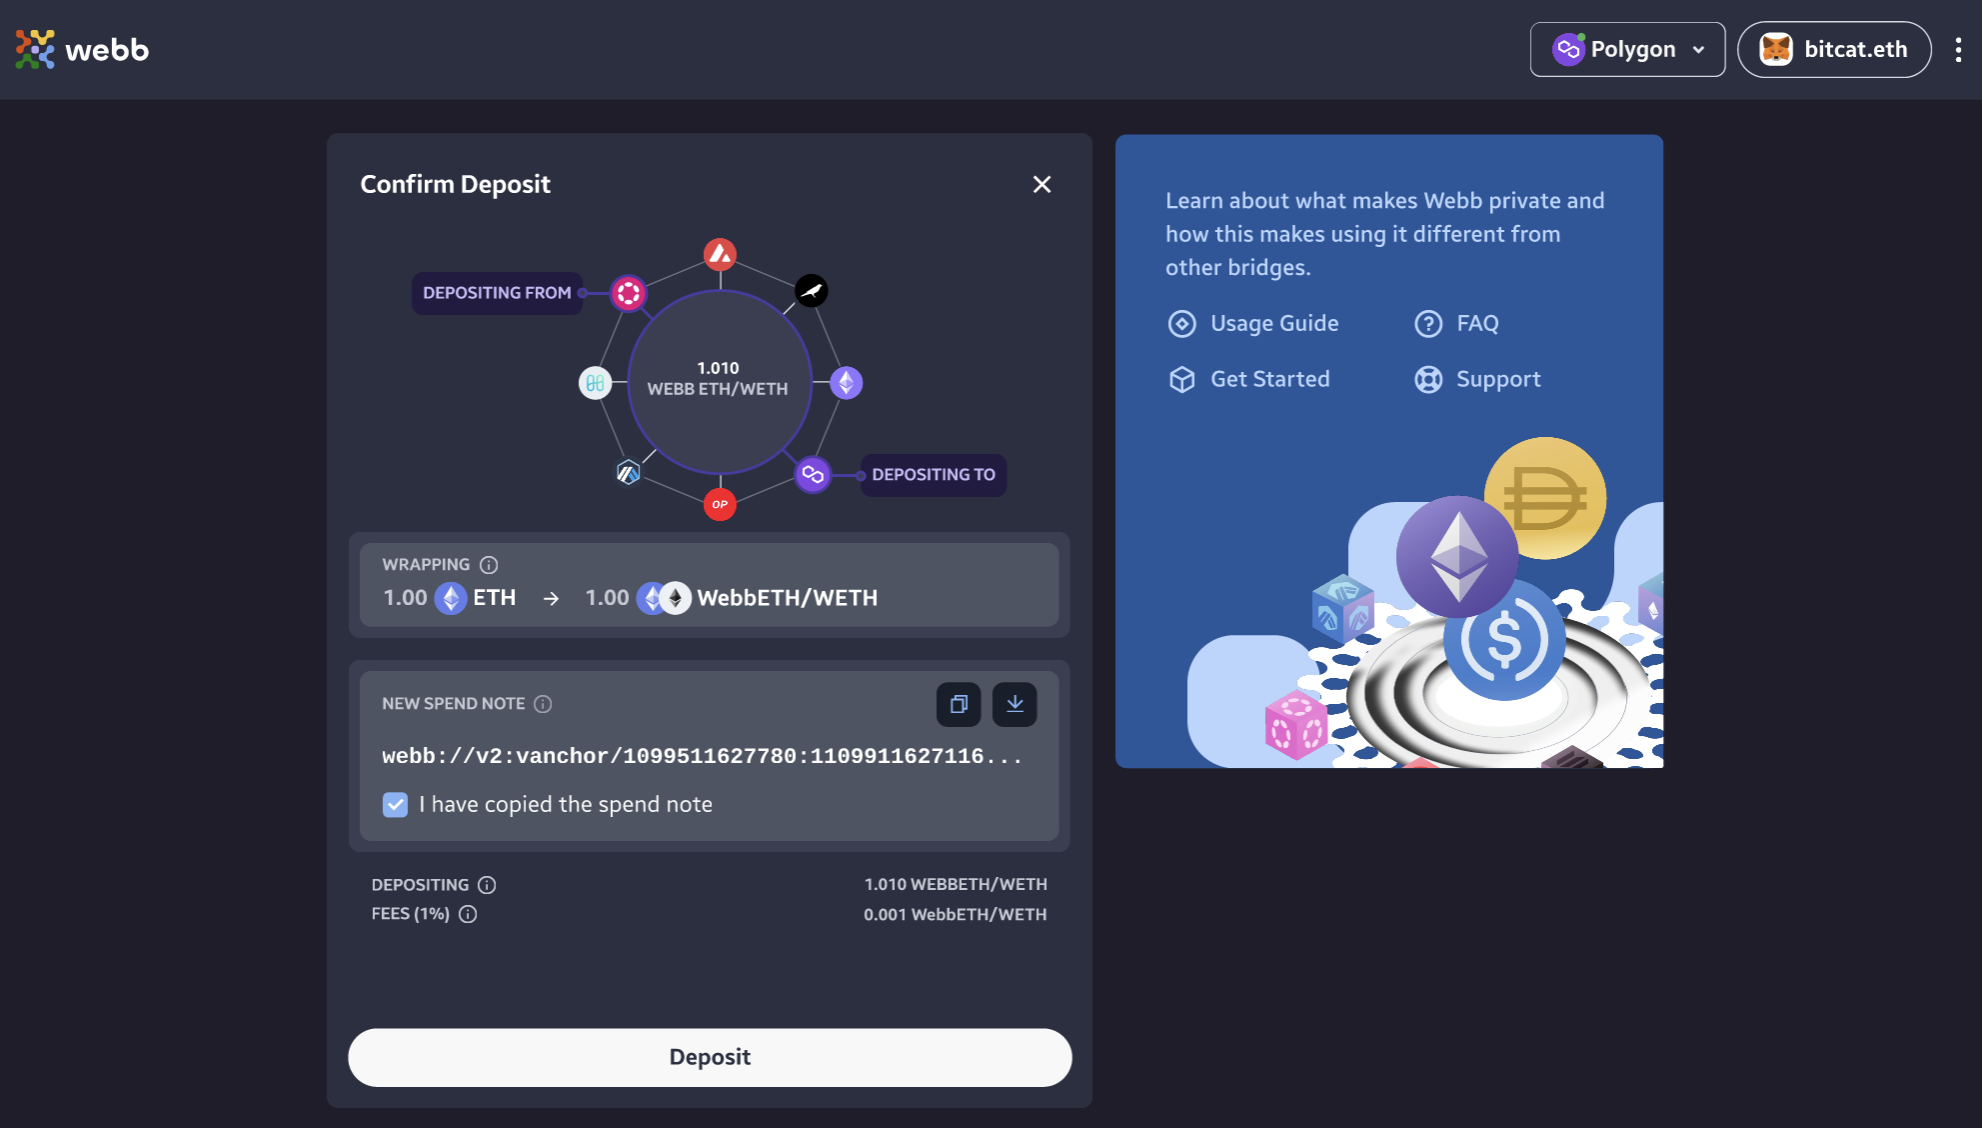 webb
Polygon
bitcat.eth
Confirm Deposit
DEPOSITING FROM
1.010
WEBB ETH/WETH
OP
DEPOSITING TO
WRAPPING
1.00 ETH → 1.00 WebbETH/WETH
NEW SPEND NOTE
webb://v2:vanchor/1099511627780:1109911627116...
I have copied the spend note
DEPOSITING 1.010 WEBBETH/WETH
FEES (1%) 0.001 WebbETH/WETH
Deposit
Learn about what makes Webb private and
how this makes using it different from
other bridges.
Usage Guide
FAQ
Get Started
Support